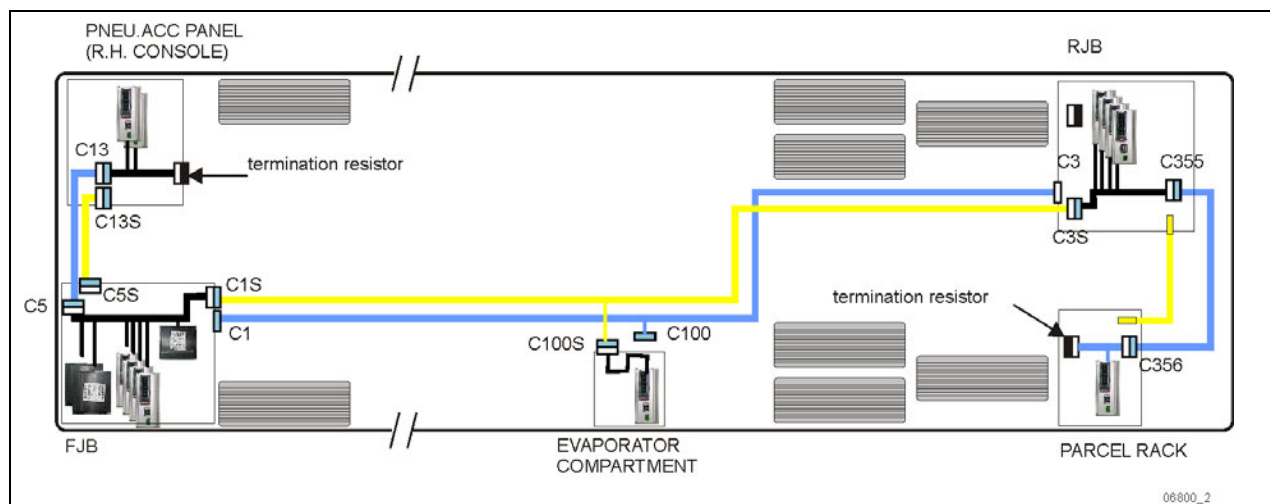 PNEU.ACC PANEL
(R.H. CONSOLE)
RJB
C13
termination resistor
C3
C355
C13S
C3S
C5
C5S
C1S
C1
termination resistor
C100S
C100
C356
FJB
EVAPORATOR
COMPARTMENT
PARCEL RACK
06800_2